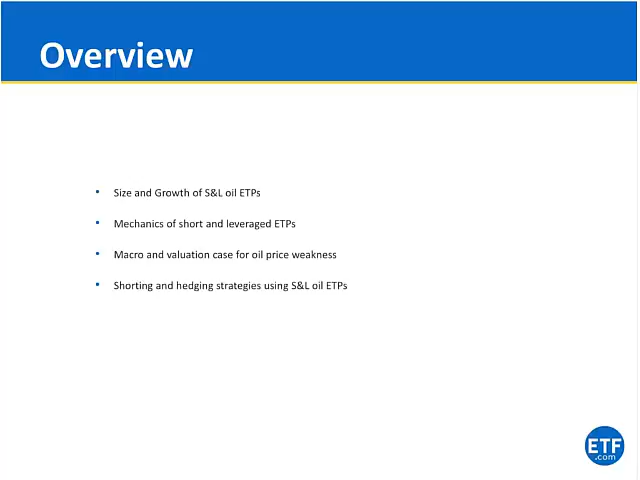 Overview
Size and Growth of S&L oil ETPs
Mechanics of short and leveraged ETPs
Macro and valuation case for oil price weakness
Shorting and hedging strategies using S&L oil ETPs
ETF
.com